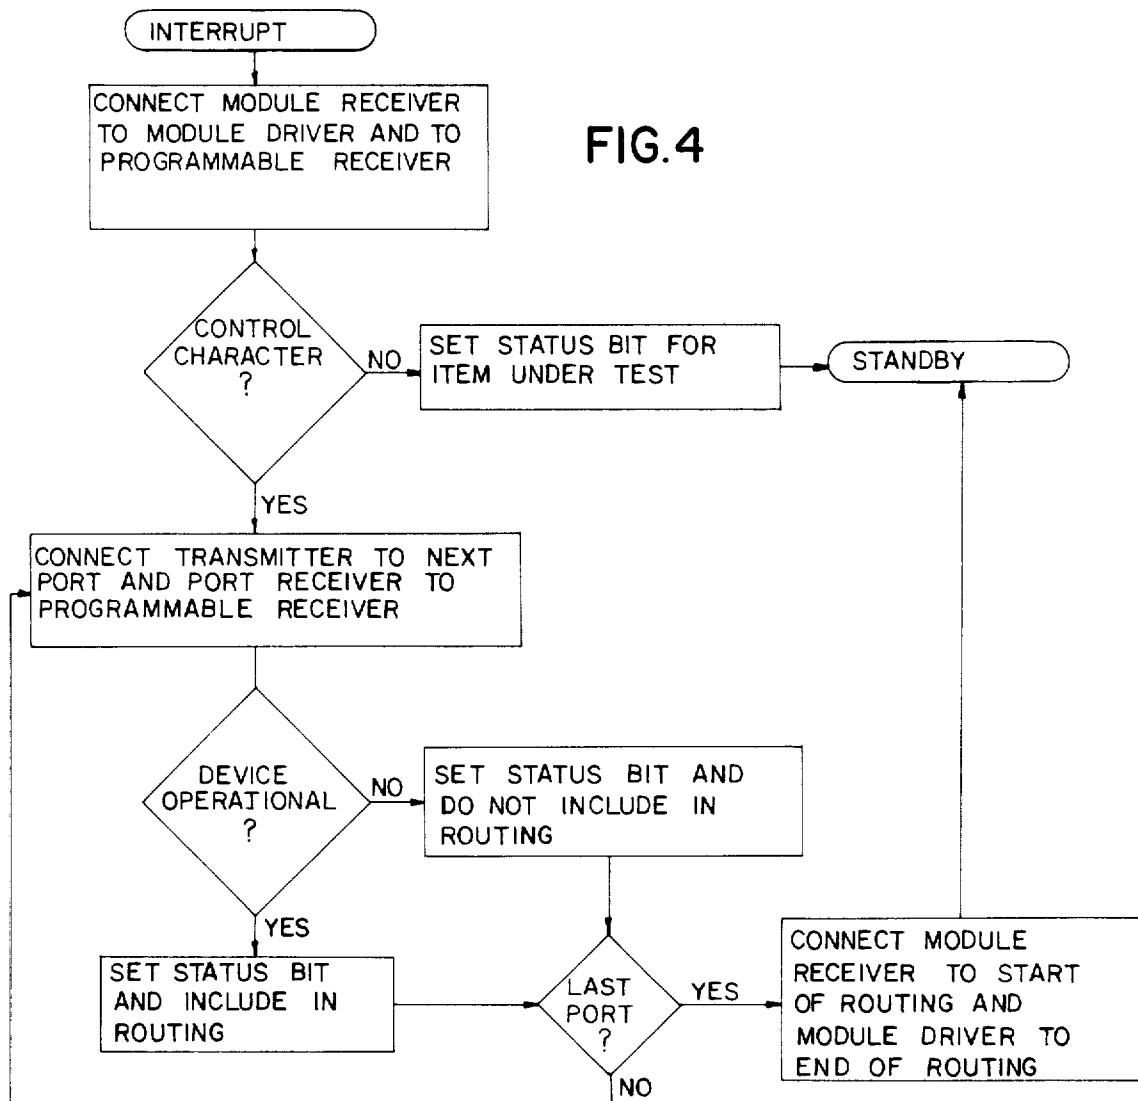 INTERRUPT
CONNECT MODULE RECEIVER
TO MODULE DRIVER AND TO
PROGRAMMABLE RECEIVER
FIG.4
CONTROL
CHARACTER
?
NO
SET STATUS BIT FOR
ITEM UNDER TEST
STANDBY
YES
CONNECT TRANSMITTER TO NEXT
PORT AND PORT RECEIVER TO
PROGRAMMABLE RECEIVER
DEVICE
OPERATIONAL
?
NO
SET STATUS BIT AND
DO NOT INCLUDE IN
ROUTING
YES
SET STATUS BIT
AND INCLUDE IN
ROUTING
LAST
PORT
?
YES
CONNECT MODULE
RECEIVER TO START
OF ROUTING AND
MODULE DRIVER TO
END OF ROUTING
NO